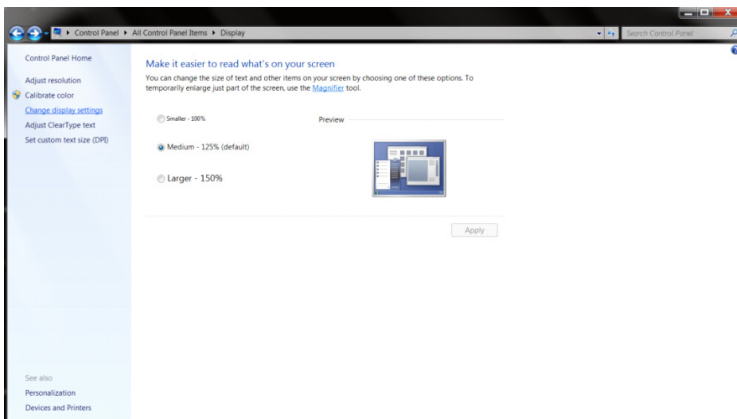 Control Panel ▸ All Control Panel Items ▸ Display
Search Control Panel
Control Panel Home
Adjust resolution
Calibrate color
Change display settings
Adjust ClearType text
Set custom text size (DPI)
See also
Personalization
Devices and Printers
Make it easier to read what's on your screen
You can change the size of text and other items on your screen by choosing one of these options. To
temporarily enlarge just part of the screen, use the Magnifier tool.
Smaller - 100%
Preview
Medium - 125% (default)
Larger - 150%
Apply